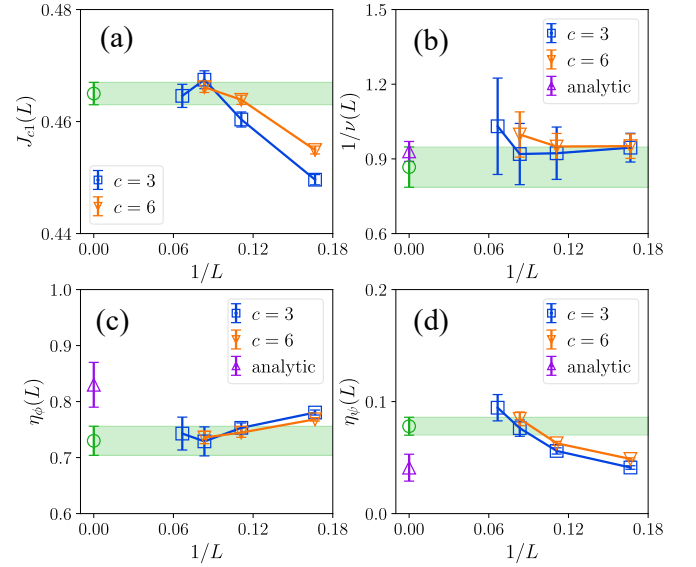 (a)
0.48
0.46
0.44
J_{c1}(L)
c = 3
c = 6
0.00 0.06 0.12 0.18
1/L
(b)
1.5
1.2
0.9
0.6
1/ν(L)
c = 3
c = 6
analytic
0.00 0.06 0.12 0.18
1/L
(c)
1.0
0.9
0.8
0.7
0.6
η_ϕ(L)
c = 3
c = 6
analytic
0.00 0.06 0.12 0.18
1/L
(d)
0.2
0.1
0.0
η_ψ(L)
c = 3
c = 6
analytic
0.00 0.06 0.12 0.18
1/L